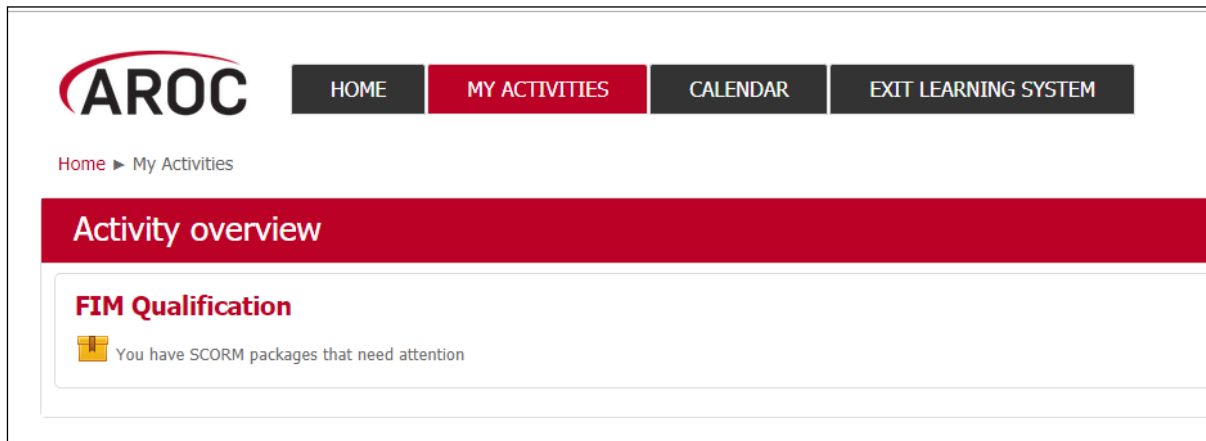 AROC HOME MY ACTIVITIES CALENDAR EXIT LEARNING SYSTEM
Home ► My Activities
Activity overview
FIM Qualification
You have SCORM packages that need attention